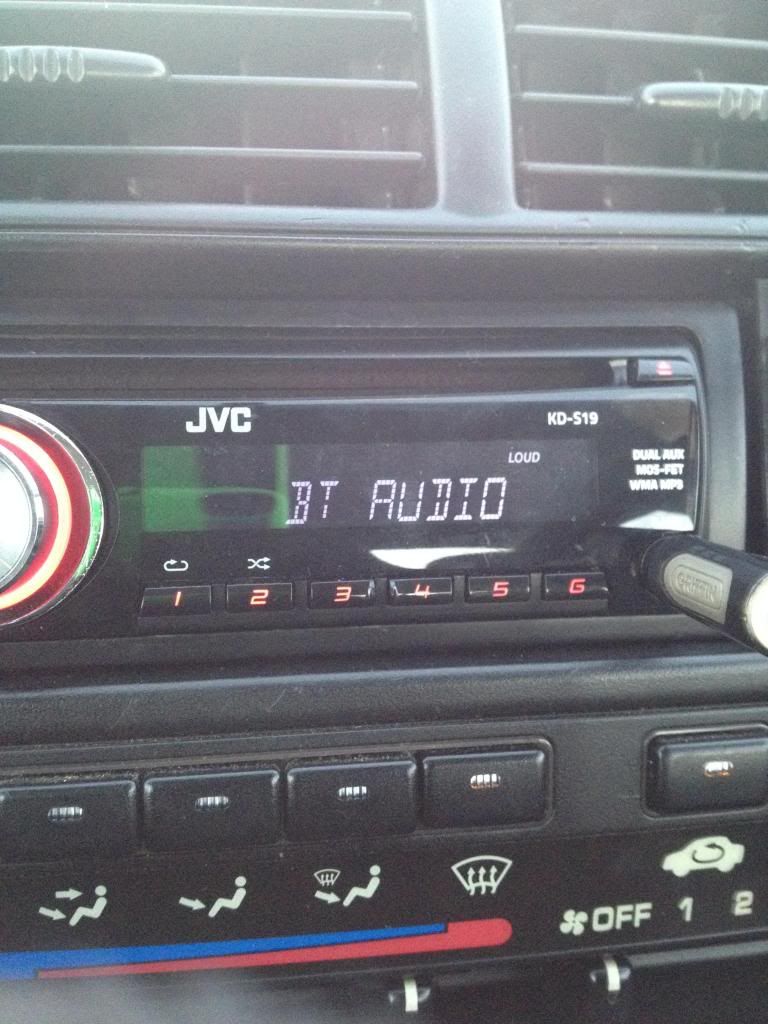 JVC
KD-S19
LOUD
DUAL AUX
MOS-FET
WMA MP3
BT AUDIO
1 2 3 4 5 6
GRIFFIN
OFF 1 2